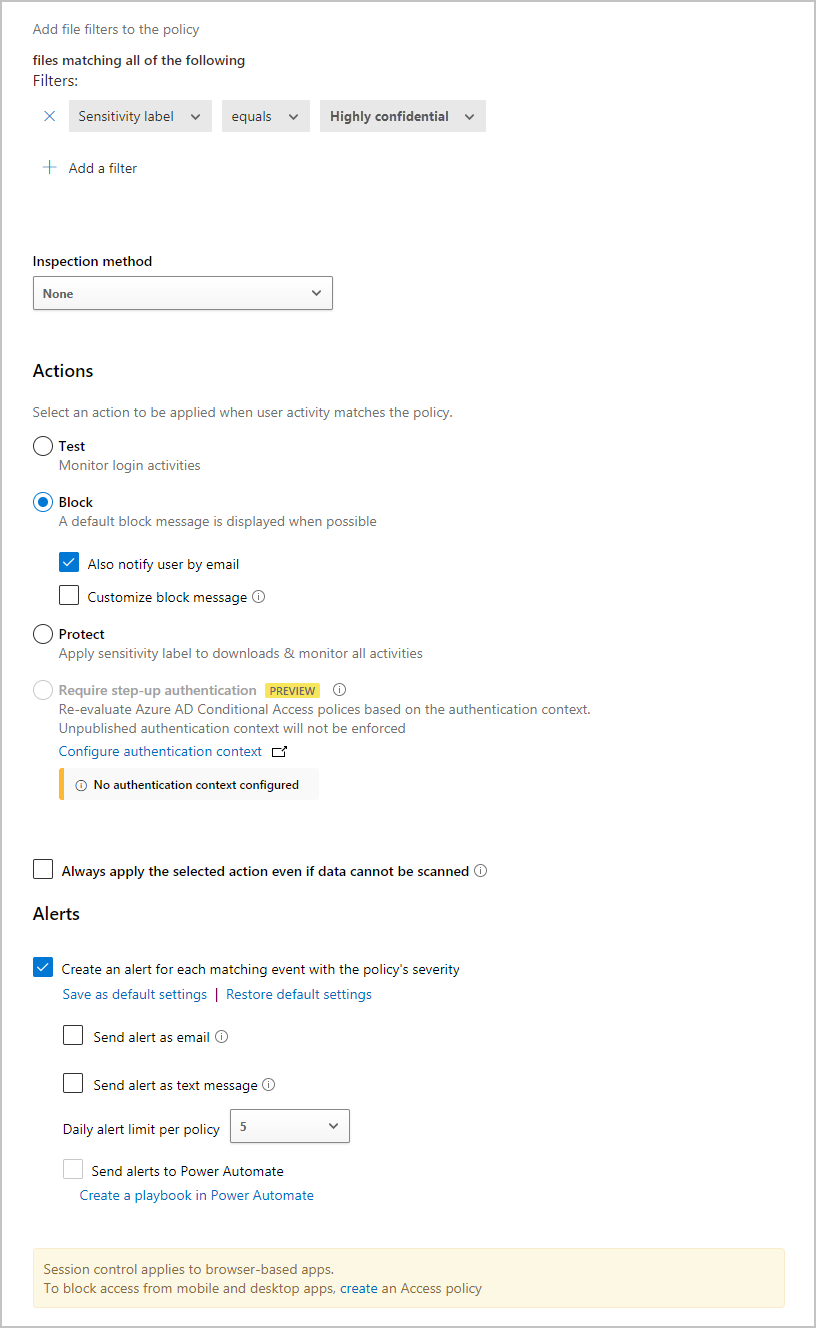 Add file filters to the policy
files matching all of the following
Filters:
Sensitivity label equals Highly confidential
Add a filter
Inspection method
None
Actions
Select an action to be applied when user activity matches the policy.
Test
Monitor login activities
Block
A default block message is displayed when possible
Also notify user by email
Customize block message
Protect
Apply sensitivity label to downloads & monitor all activities
Require step-up authentication PREVIEW
Re-evaluate Azure AD Conditional Access polices based on the authentication context.
Unpublished authentication context will not be enforced
Configure authentication context
No authentication context configured
Always apply the selected action even if data cannot be scanned
Alerts
Create an alert for each matching event with the policy's severity
Save as default settings | Restore default settings
Send alert as email
Send alert as text message
Daily alert limit per policy 5
Send alerts to Power Automate
Create a playbook in Power Automate
Session control applies to browser-based apps.
To block access from mobile and desktop apps, create an Access policy